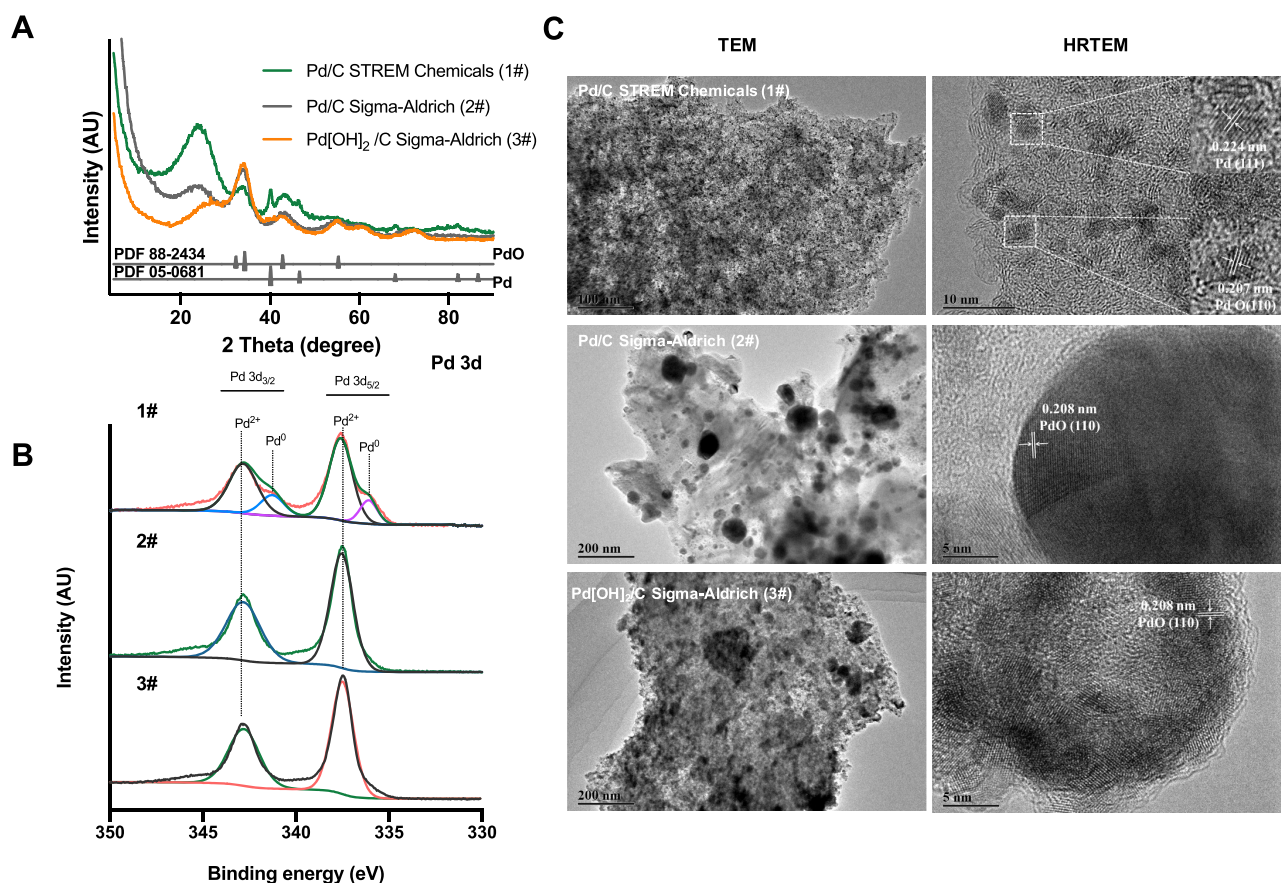 A
Pd/C STREM Chemicals (1#)
Pd/C Sigma-Aldrich (2#)
Pd[OH]2 /C Sigma-Aldrich (3#)
Intensity (AU)
PDF 88-2434
PdO
PDF 05-0681
Pd
20 40 60 80
2 Theta (degree)
B
Pd 3d
Pd 3d3/2
Pd 3d5/2
1#
Pd2+
Pd0
Pd2+
Pd0
2#
3#
Intensity (AU)
350 345 340 335 330
Binding energy (eV)
C
TEM
HRTEM
Pd/C STREM Chemicals (1#)
100 nm
0.224 nm
Pd (111)
0.207 nm
Pd O(110)
10 nm
Pd/C Sigma-Aldrich (2#)
200 nm
0.208 nm
PdO (110)
5 nm
Pd[OH]2/C Sigma-Aldrich (3#)
200 nm
0.208 nm
PdO (110)
5 nm